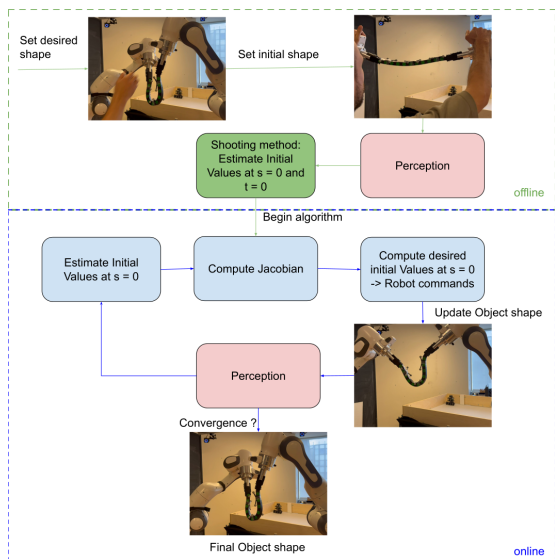 Set desired
shape
Set initial shape
Shooting method:
Estimate Initial
Values at s = 0 and
t = 0
Perception
offline
Begin algorithm
Estimate Initial
Values at s = 0
Compute Jacobian
Compute desired
initial Values at s = 0
-> Robot commands
Update Object shape
Perception
Convergence ?
Final Object shape
online